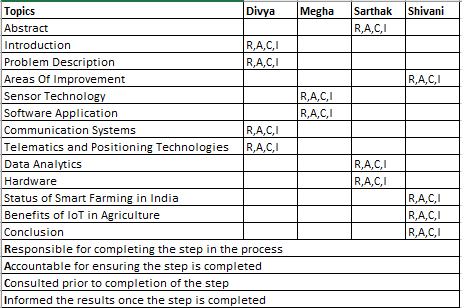 Topics Divya Megha Sarthak Shivani
Abstract R,A,C,I
Introduction R,A,C,I
Problem Description R,A,C,I
Areas Of Improvement R,A,C,I
Sensor Technology R,A,C,I
Software Application R,A,C,I
Communication Systems R,A,C,I
Telematics and Positioning Technologies R,A,C,I
Data Analytics R,A,C,I
Hardware R,A,C,I
Status of Smart Farming in India R,A,C,I
Benefits of IoT in Agriculture R,A,C,I
Conclusion R,A,C,I
Responsible for completing the step in the process
Accountable for ensuring the step is completed
Consulted prior to completion of the step
Informed the results once the step is completed